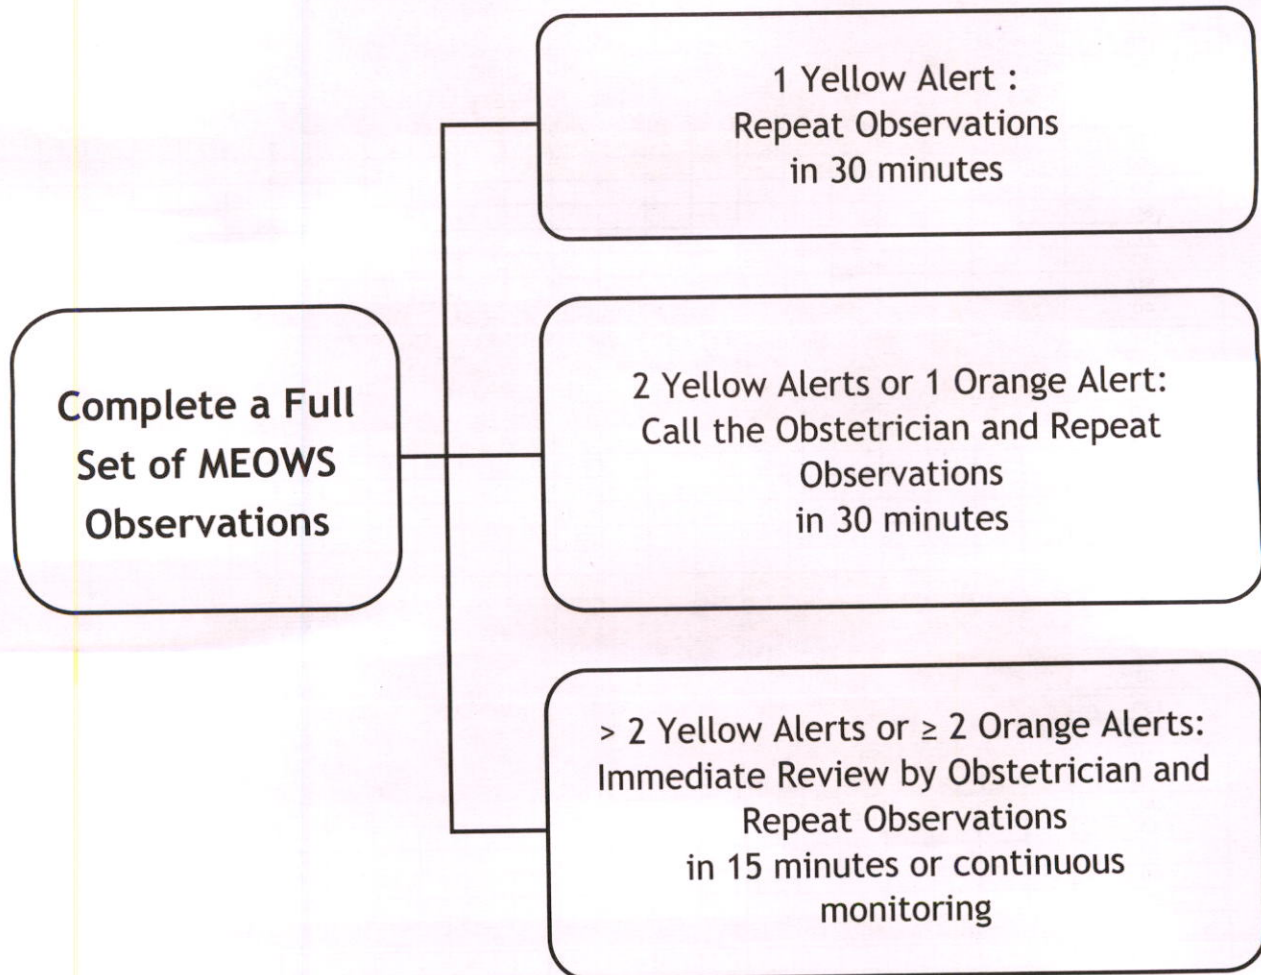 1 Yellow Alert :
Repeat Observations
in 30 minutes
Complete a Full
Set of MEOWS
Observations
2 Yellow Alerts or 1 Orange Alert:
Call the Obstetrician and Repeat
Observations
in 30 minutes
> 2 Yellow Alerts or ≥ 2 Orange Alerts:
Immediate Review by Obstetrician and
Repeat Observations
in 15 minutes or continuous
monitoring